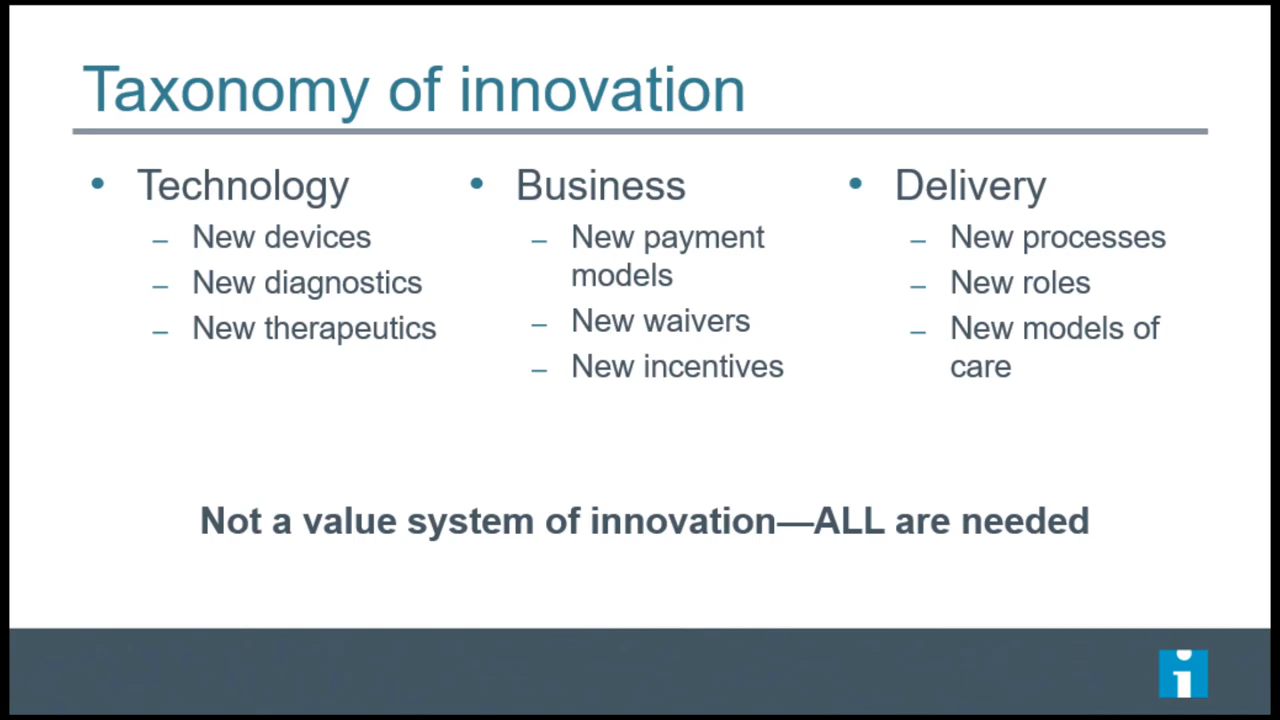 Taxonomy of innovation
• Technology
– New devices
– New diagnostics
– New therapeutics
• Business
– New payment
models
– New waivers
– New incentives
• Delivery
– New processes
– New roles
– New models of
care
Not a value system of innovation—ALL are needed
i